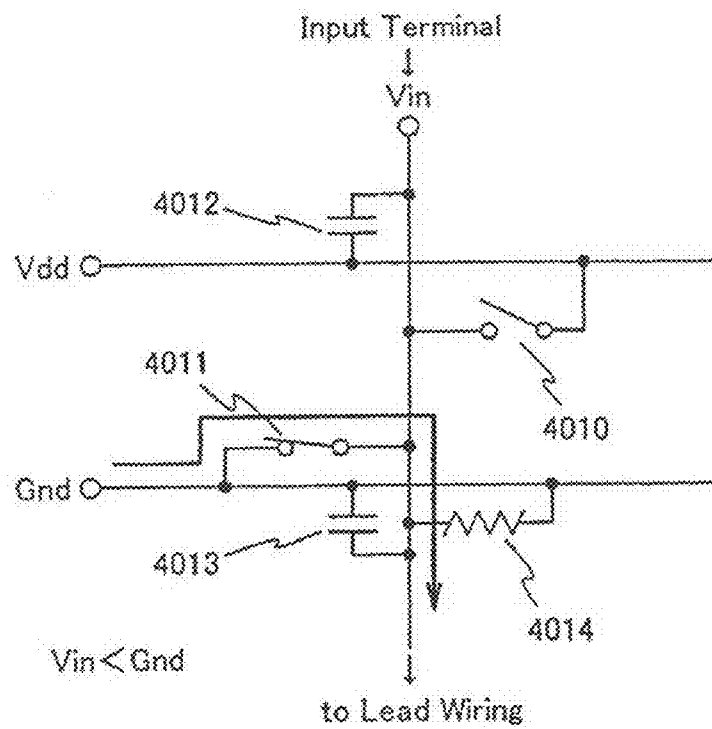 Input Terminal
Vin
4012
Vdd
4011
4010
Gnd
4013
4014
Vin<Gnd
to Lead Wiring